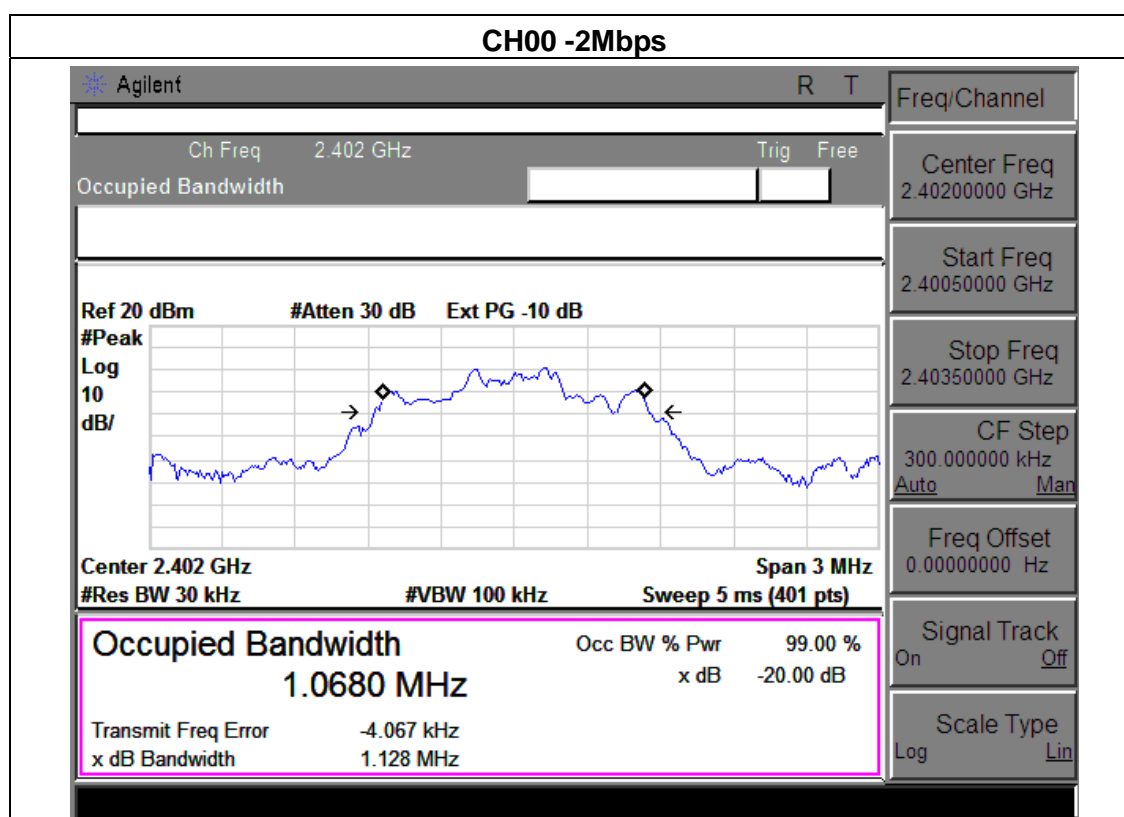 CH00 -2Mbps
Agilent R T
Ch Freq 2.402 GHz Trig Free
Occupied Bandwidth
Ref 20 dBm #Atten 30 dB Ext PG -10 dB
#Peak
Log
10
dB/
Center 2.402 GHz Span 3 MHz
#Res BW 30 kHz #VBW 100 kHz Sweep 5 ms (401 pts)
Occupied Bandwidth Occ BW % Pwr 99.00 %
1.0680 MHz x dB -20.00 dB
Transmit Freq Error -4.067 kHz
x dB Bandwidth 1.128 MHz
Freq/Channel
Center Freq
2.40200000 GHz
Start Freq
2.40050000 GHz
Stop Freq
2.40350000 GHz
CF Step
300.000000 kHz
Auto Man
Freq Offset
0.00000000 Hz
Signal Track
On Off
Scale Type
Log Lin